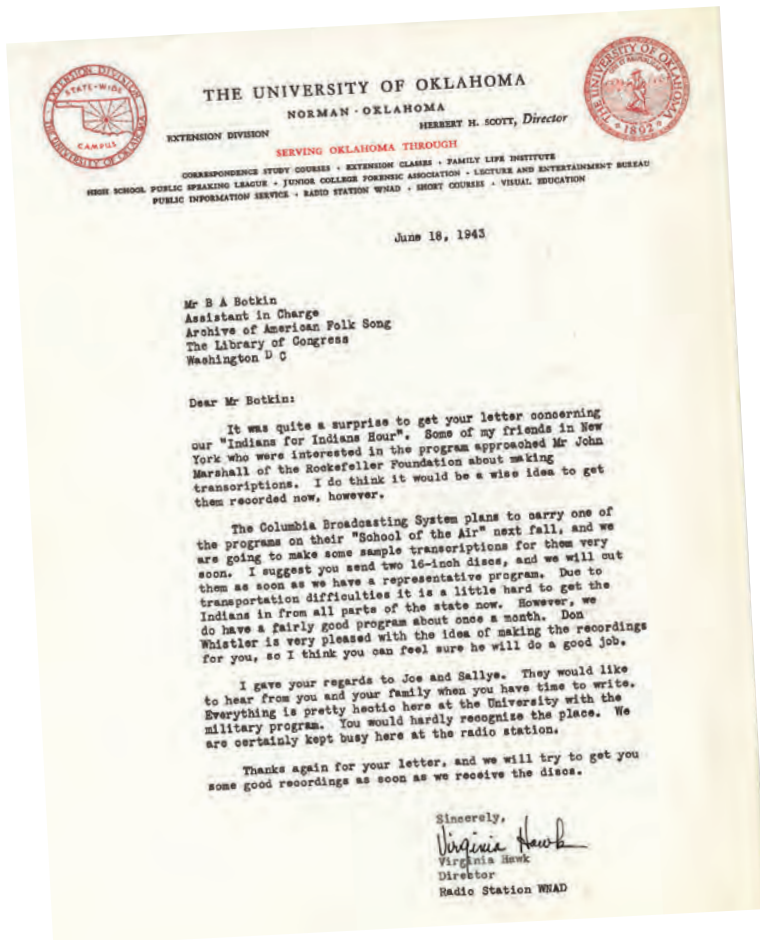 EXTENSION DIVISION
STATE-WIDE
CAMPUS
THE UNIVERSITY OF OKLAHOMA
THE UNIVERSITY OF OKLAHOMA
NORMAN - OKLAHOMA
EXTENSION DIVISION
HERBERT H. SCOTT, Director
THE UNIVERSITY OF OKLAHOMA
1892
SERVING OKLAHOMA THROUGH
CORRESPONDENCE STUDY COURSES • EXTENSION CLASSES • FAMILY LIFE INSTITUTE
HIGH SCHOOL PUBLIC SPEAKING LEAGUE • JUNIOR COLLEGE FORENSIC ASSOCIATION • LECTURE AND ENTERTAINMENT BUREAU
PUBLIC INFORMATION SERVICE • RADIO STATION WNAD • SHORT COURSES • VISUAL EDUCATION
June 18, 1943
Mr B A Botkin
Assistant in Charge
Archive of American Folk Song
The Library of Congress
Washington D C
Dear Mr Botkin:
It was quite a surprise to get your letter concerning
our "Indians for Indians Hour". Some of my friends in New
York who were interested in the program approached Mr John
Marshall of the Rockefeller Foundation about making
transcriptions. I do think it would be a wise idea to get
them recorded now, however.
The Columbia Broadcasting System plans to carry one of
the programs on their "School of the Air" next fall, and we
are going to make some sample transcriptions for them very
soon. I suggest you send two 16-inch discs, and we will cut
them as soon as we have a representative program. Due to
transportation difficulties it is a little hard to get the
Indians in from all parts of the state now. However, we
do have a fairly good program about once a month. Don
Whistler is very pleased with the idea of making the recordings
for you, so I think you can feel sure he will do a good job.
I gave your regards to Joe and Sallye. They would like
to hear from you and your family when you have time to write.
Everything is pretty hectic here at the University with the
military program. You would hardly recognize the place. We
are certainly kept busy here at the radio station.
Thanks again for your letter, and we will try to get you
some good recordings as soon as we receive the discs.
Sincerely,
Virginia Hawk
Virginia Hawk
Director
Radio Station WNAD